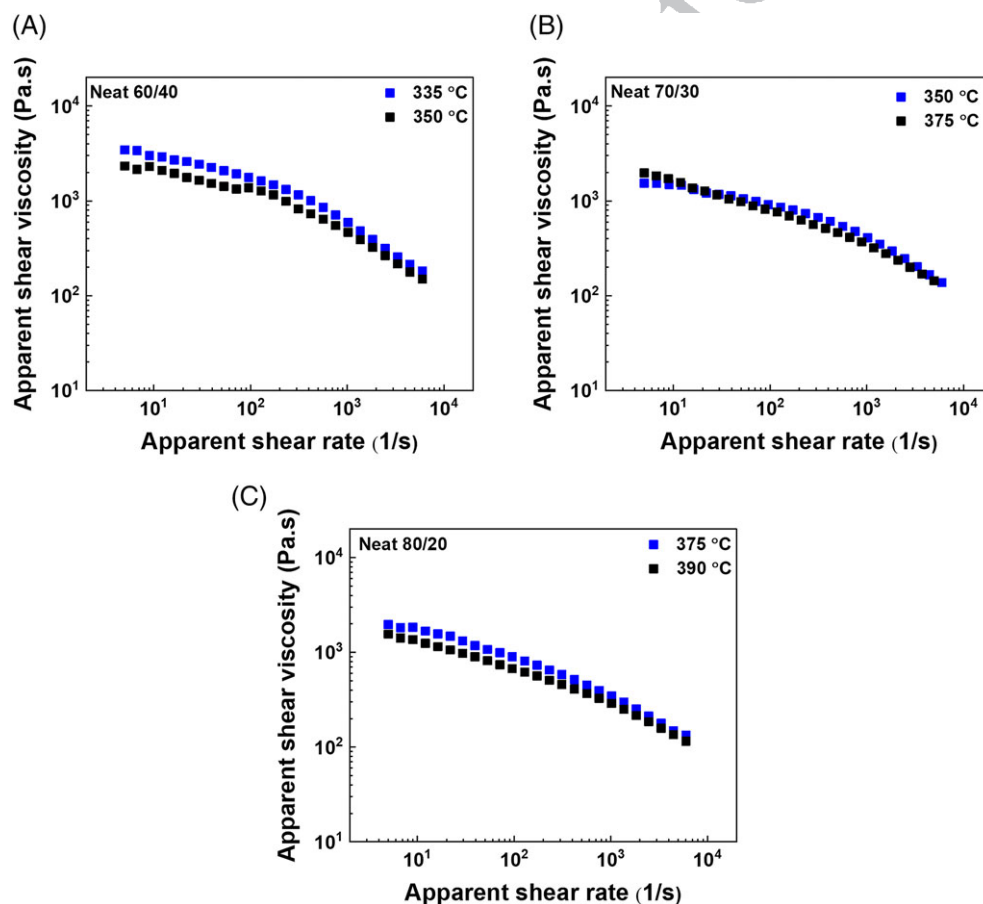 (A)
Neat 60/40
335 °C
350 °C
Apparent shear viscosity (Pa.s)
10⁴
10³
10²
10¹
10¹ 10² 10³ 10⁴
Apparent shear rate (1/s)
(B)
Neat 70/30
350 °C
375 °C
Apparent shear viscosity (Pa.s)
10⁴
10³
10²
10¹
10¹ 10² 10³ 10⁴
Apparent shear rate (1/s)
(C)
Neat 80/20
375 °C
390 °C
Apparent shear viscosity (Pa.s)
10⁴
10³
10²
10¹
10¹ 10² 10³ 10⁴
Apparent shear rate (1/s)